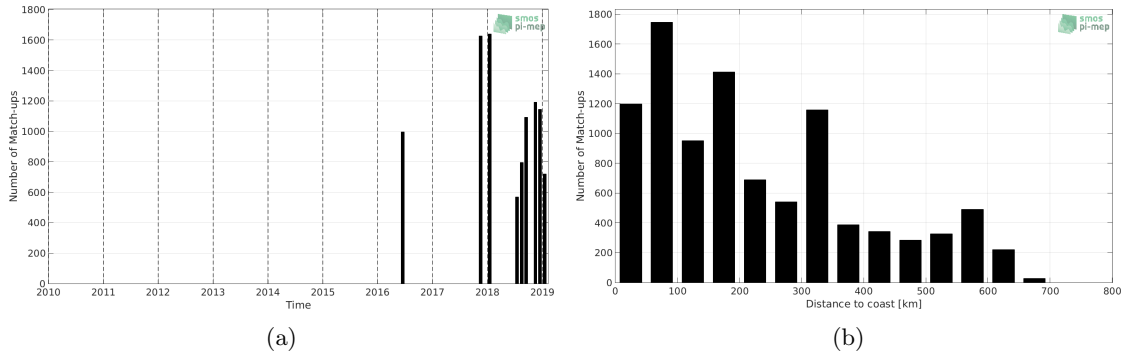 1800
1600
1400
1200
1000
800
600
400
200
0
Number of Match-ups
2010 2011 2012 2013 2014 2015 2016 2017 2018 2019
Time
smos
pi-mep
(a)
1800
1600
1400
1200
1000
800
600
400
200
0
Number of Match-ups
0 100 200 300 400 500 600 700 800
Distance to coast [km]
smos
pi-mep
(b)